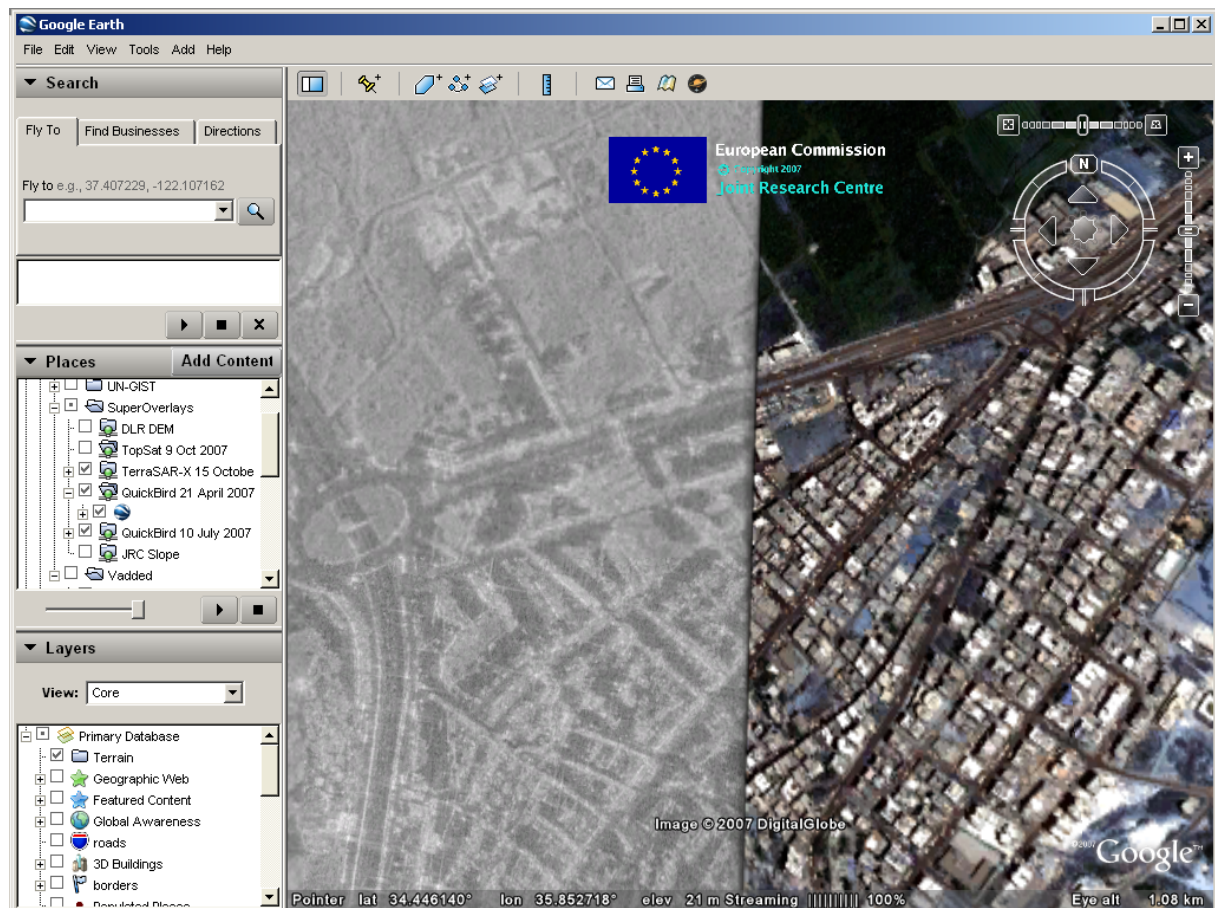 Google Earth
File Edit View Tools Add Help
Search
Fly To Find Businesses Directions
Fly to e.g., 37.407229, -122.107162
Places Add Content
UN-GIST
SuperOverlays
DLR DEM
TopSat 9 Oct 2007
TerraSAR-X 15 Octobe
QuickBird 21 April 2007
QuickBird 10 July 2007
JRC Slope
Vadded
Layers
View: Core
Primary Database
Terrain
Geographic Web
Featured Content
Global Awareness
roads
3D Buildings
borders
Populated Places
European Commission
© Copyright 2007
Joint Research Centre
N
Image © 2007 DigitalGlobe
©2007 Google™
Pointer lat 34.446140° lon 35.852718° elev 21 m Streaming |||||||||| 100% Eye alt 1.08 km